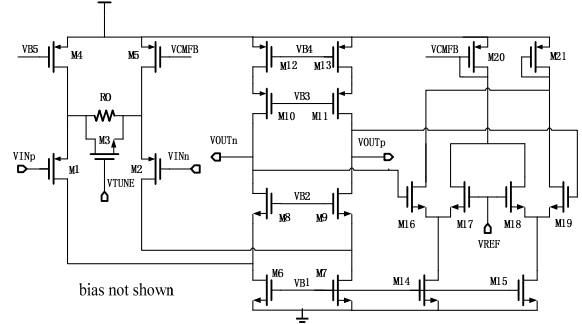 VB5
M4
M5
VCMFB
VB4
M12
M13
VCMFB
M20
M21
R0
M3
VB3
M10
M11
VOUTn
VOUTp
VINp
M1
M2
VINn
VTUNE
VB2
M8
M9
M16
M17
M18
M19
VREF
M6
M7
VB1
M14
M15
bias not shown